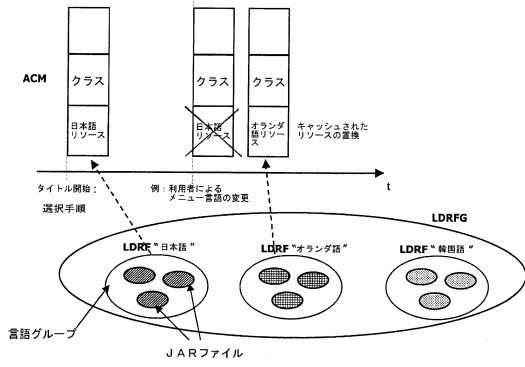 ACM
クラス
クラス
クラス
日本語
リソース
日本語
リソース
オランダ
語リソー
ス
キャッシュされた
リソースの置換
t
タイトル開始：
選択手順
例：利用者による
メニュー言語の変更
LDRFG
LDRF "日本語"
LDRF "オランダ語"
LDRF "韓国語"
言語グループ
ＪＡＲファイル